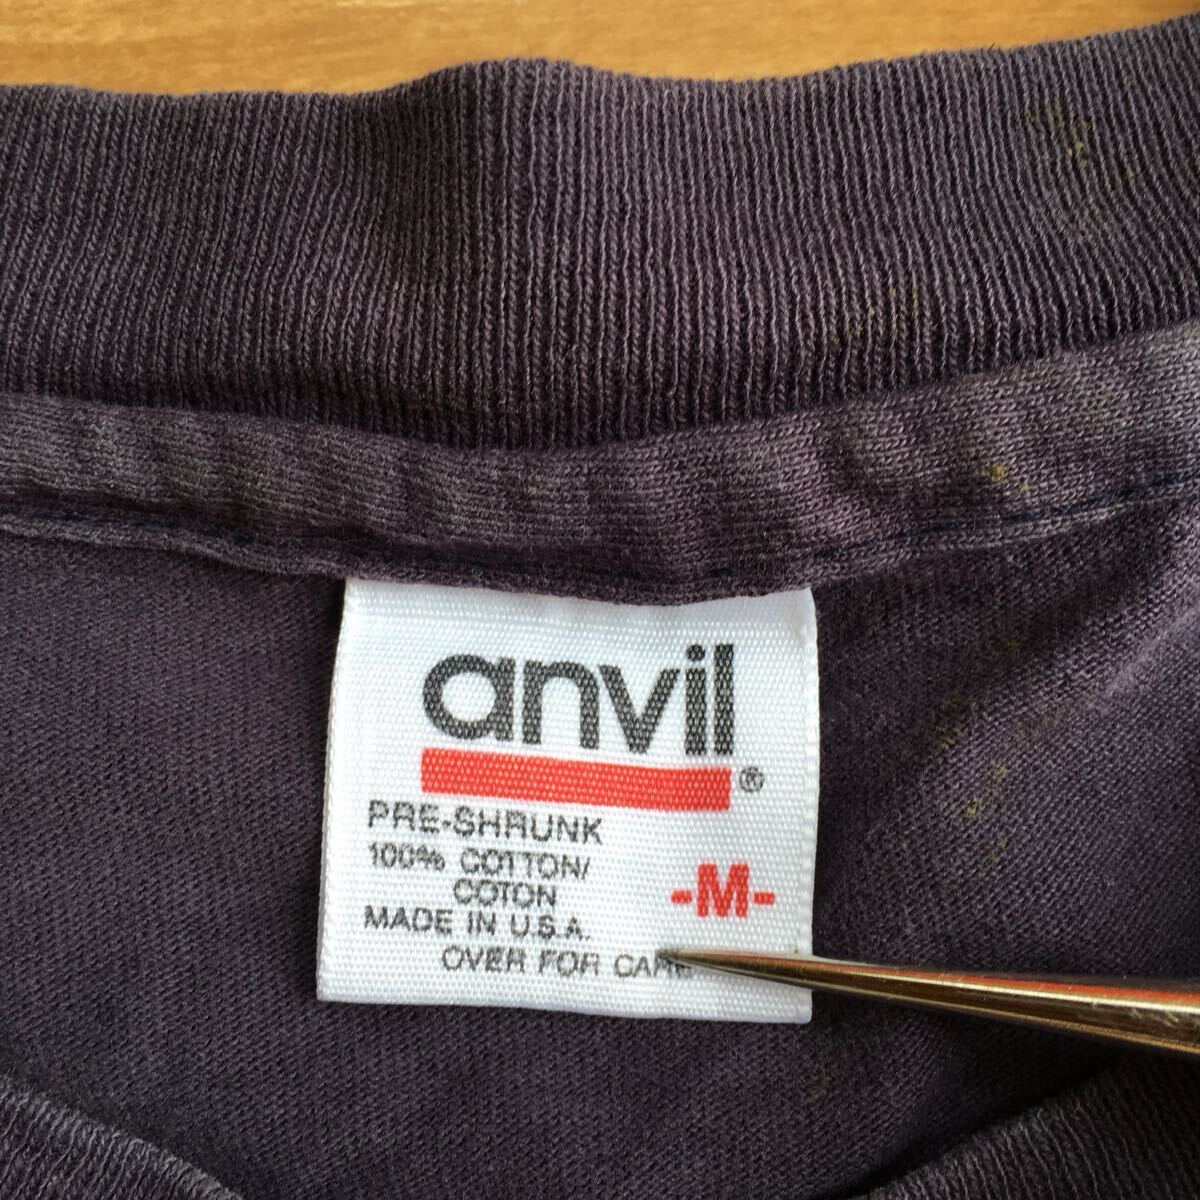 anvil®
PRE-SHRUNK
100% COTTON/
COTON
-M-
MADE IN U.S.A.
OVER FOR CARE